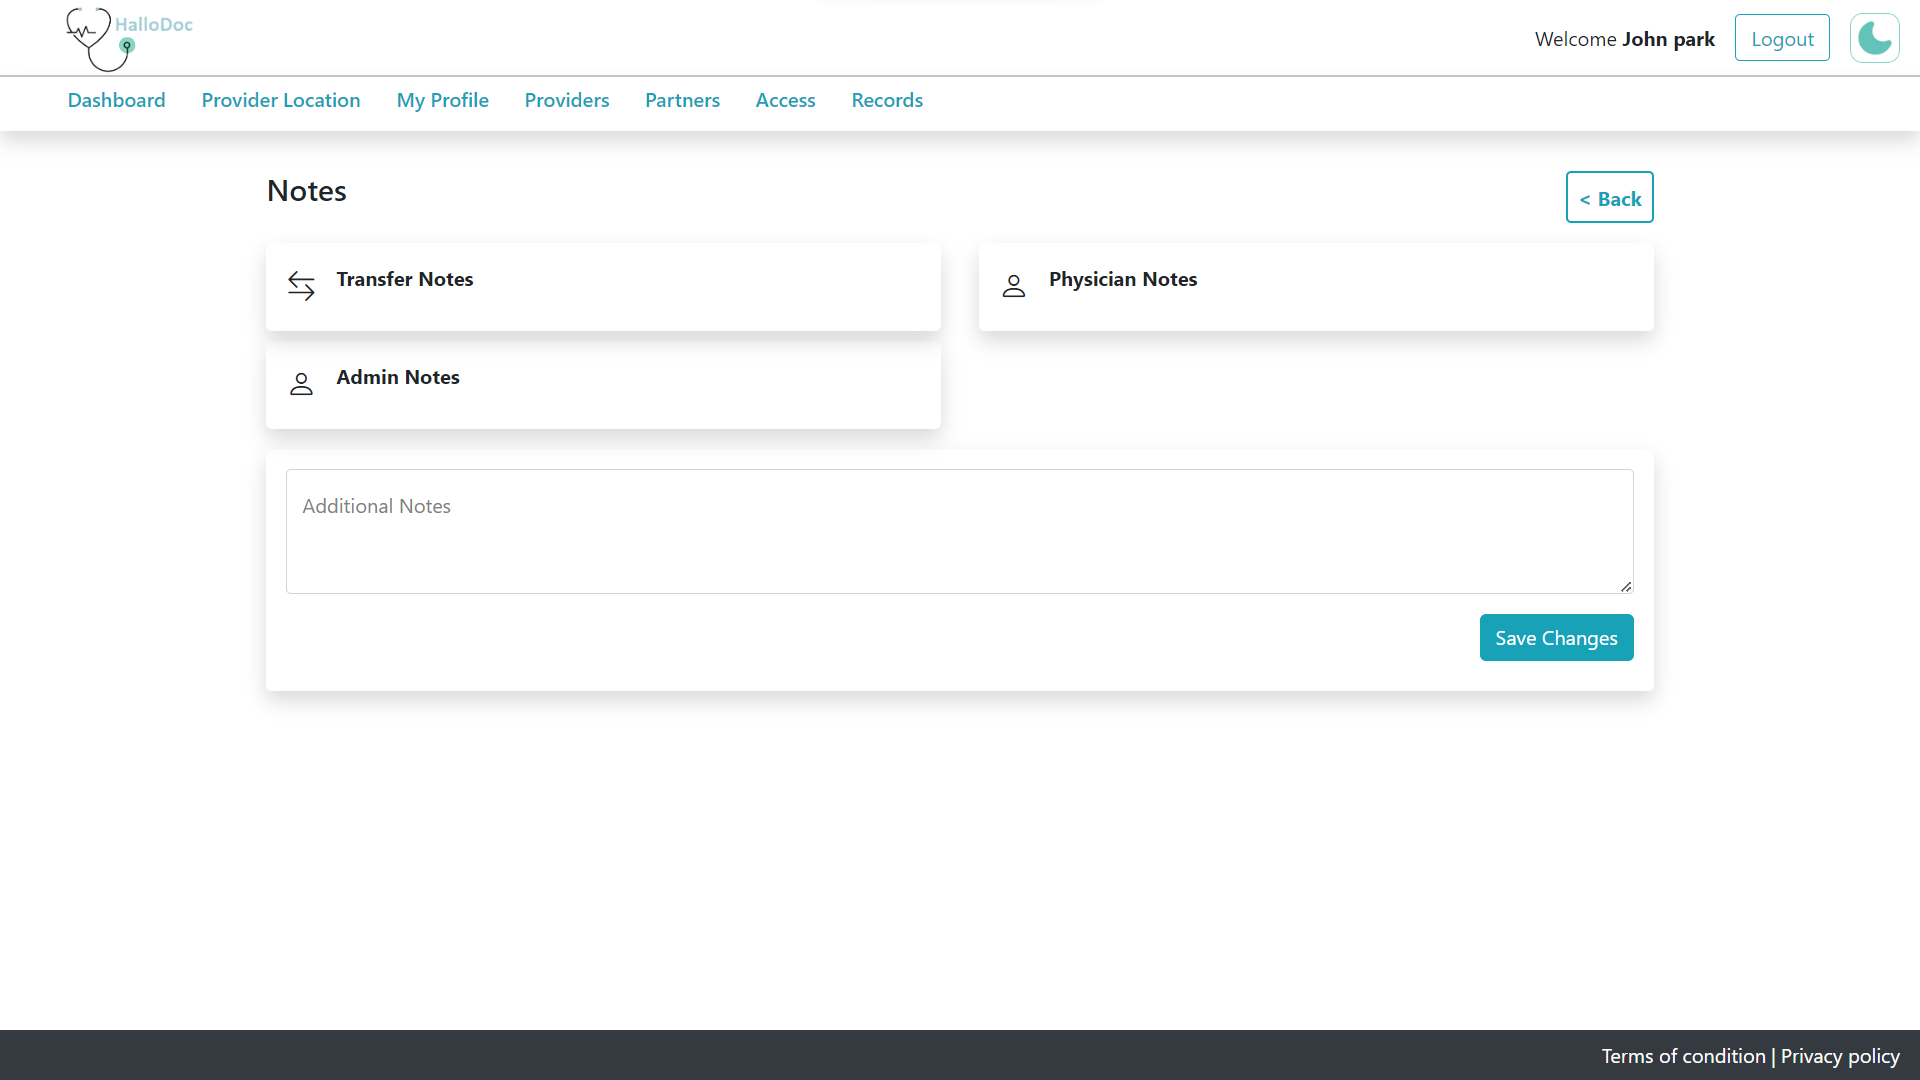 HalloDoc
Welcome John park
Logout
Dashboard
Provider Location
My Profile
Providers
Partners
Access
Records
Notes
< Back
Transfer Notes
Physician Notes
Admin Notes
Additional Notes
Save Changes
Terms of condition | Privacy policy